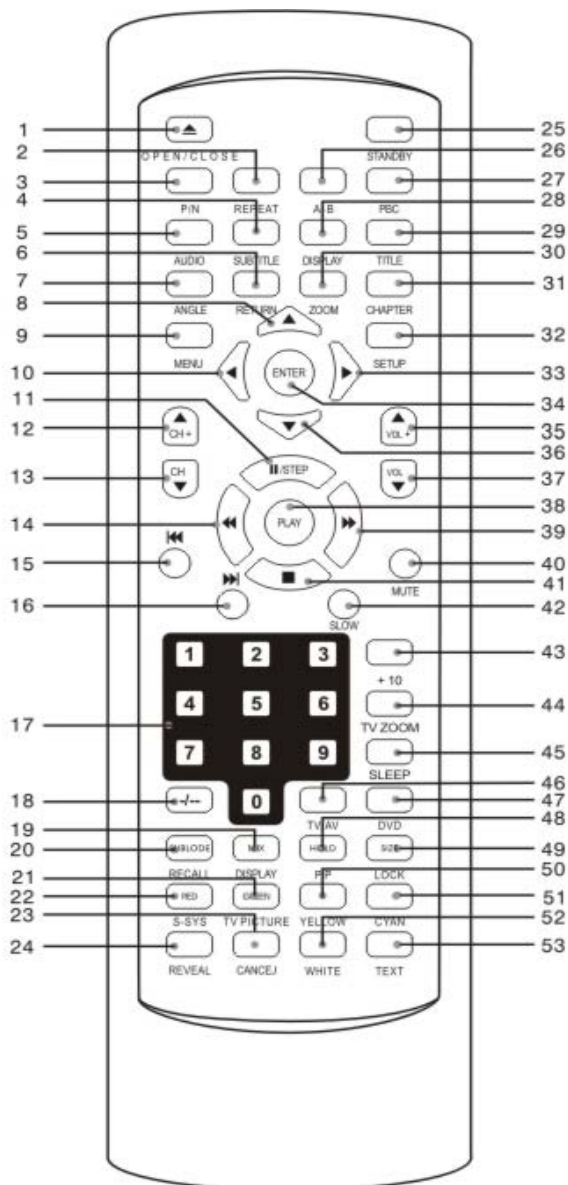 1 25
OPEN/CLOSE STANDBY
2 26
3 27
P/N REPEAT A-B PBC
4 28
5 29
AUDIO SUBTITLE DISPLAY TITLE
6 30
7 31
ANGLE RETURN ZOOM CHAPTER
8
9 32
MENU SETUP
10 ENTER 33
11 34
12 CH+ VOL+ 35
36
13 CH VOL 37
II/STEP
38
14 PLAY 39
15 40
MUTE
41
16 42
SLOW
1 2 3 43
+10
4 5 6 44
17 TV ZOOM
7 8 9 45
SLEEP
46
18 -/-- 0 47
TV/AV DVD
19 48
20 MIX HOLD SIZE 49
RECALL DISPLAY P/P LOCK
21 50
22 RED GREEN 51
S-SYS TV PICTURE YELLOW CYAN
23 52
24 53
REVEAL CANCEJ WHITE TEXT